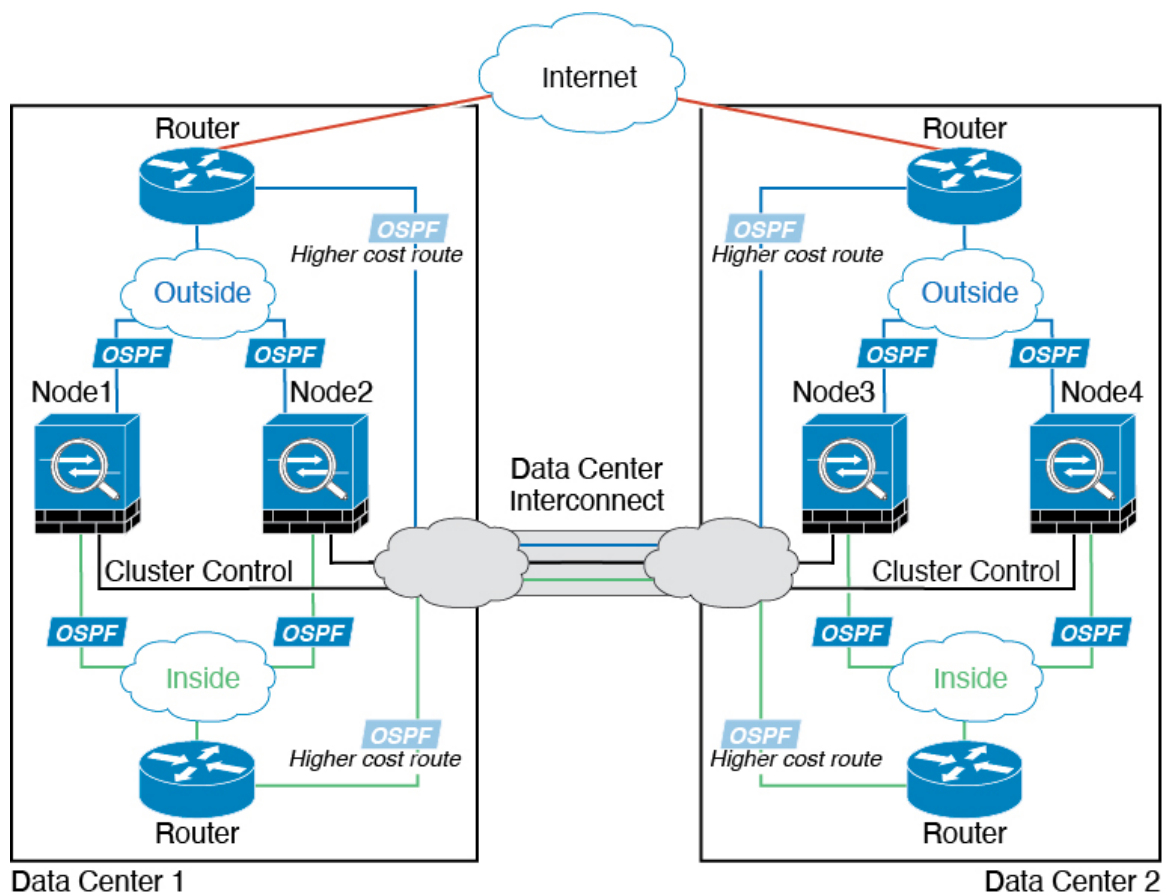 Internet
Router
Router
OSPF
Higher cost route
OSPF
Higher cost route
Outside
Outside
OSPF
OSPF
OSPF
OSPF
Node1
Node2
Node3
Node4
Data Center
Interconnect
Cluster Control
Cluster Control
OSPF
OSPF
OSPF
OSPF
Inside
Inside
OSPF
Higher cost route
OSPF
Higher cost route
Router
Router
Data Center 1
Data Center 2